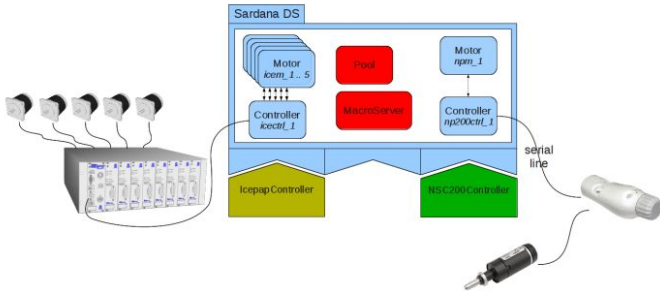 Sardana DS
Motor
icem_1 .. 5
Pool
Motor
npm_1
Controller
icectrl_1
MacroServer
Controller
np200ctrl_1
serial
line
IcepapController
NSC200Controller